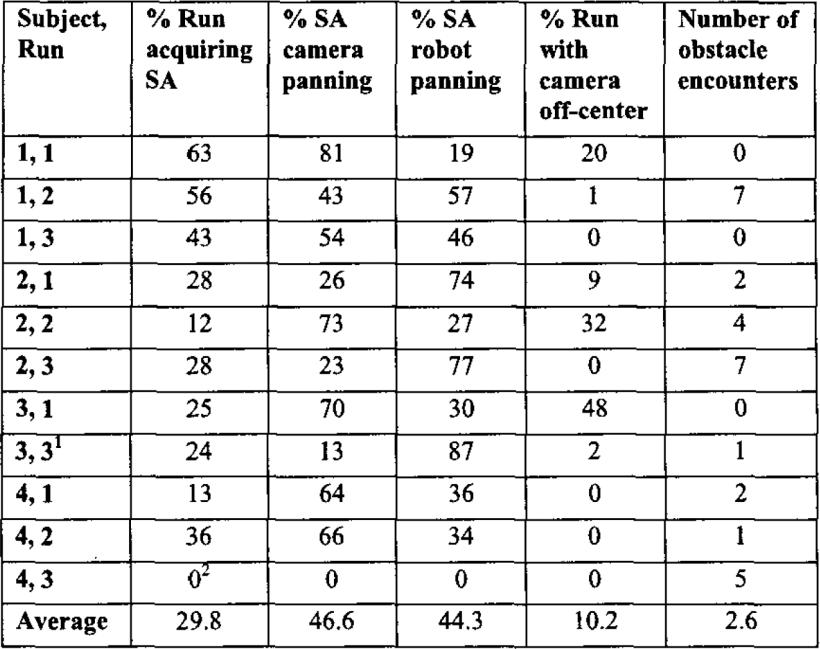 Subject, Run | % Run acquiring SA | % SA camera panning | % SA robot panning | % Run with camera off-center | Number of obstacle encounters
1, 1 | 63 | 81 | 19 | 20 | 0
1, 2 | 56 | 43 | 57 | 1 | 7
1, 3 | 43 | 54 | 46 | 0 | 0
2, 1 | 28 | 26 | 74 | 9 | 2
2, 2 | 12 | 73 | 27 | 32 | 4
2, 3 | 28 | 23 | 77 | 0 | 7
3, 1 | 25 | 70 | 30 | 48 | 0
3, 3¹ | 24 | 13 | 87 | 2 | 1
4, 1 | 13 | 64 | 36 | 0 | 2
4, 2 | 36 | 66 | 34 | 0 | 1
4, 3 | 0² | 0 | 0 | 0 | 5
Average | 29.8 | 46.6 | 44.3 | 10.2 | 2.6